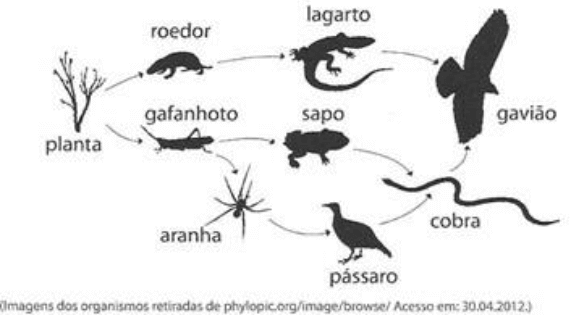 lagarto
roedor
gafanhoto
sapo
gavião
planta
aranha
cobra
pássaro
(Imagens dos organismos retiradas de phylopic.org/image/browse/ Acesso em: 30.04.2012.)